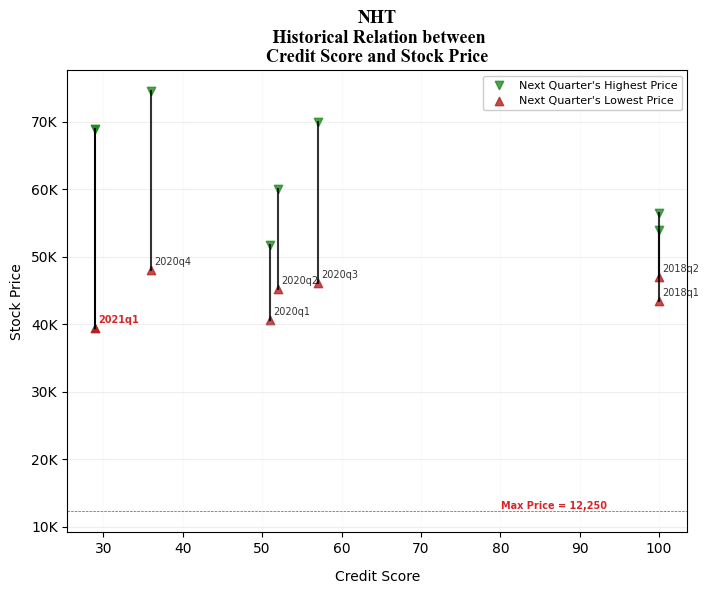 NHT
Historical Relation between
Credit Score and Stock Price
Next Quarter's Highest Price
Next Quarter's Lowest Price
70K
60K
50K
40K
30K
20K
10K
Stock Price
2020q4
2018q2
2020q3
2020q2
2018q1
2020q1
2021q1
Max Price = 12,250
30 40 50 60 70 80 90 100
Credit Score